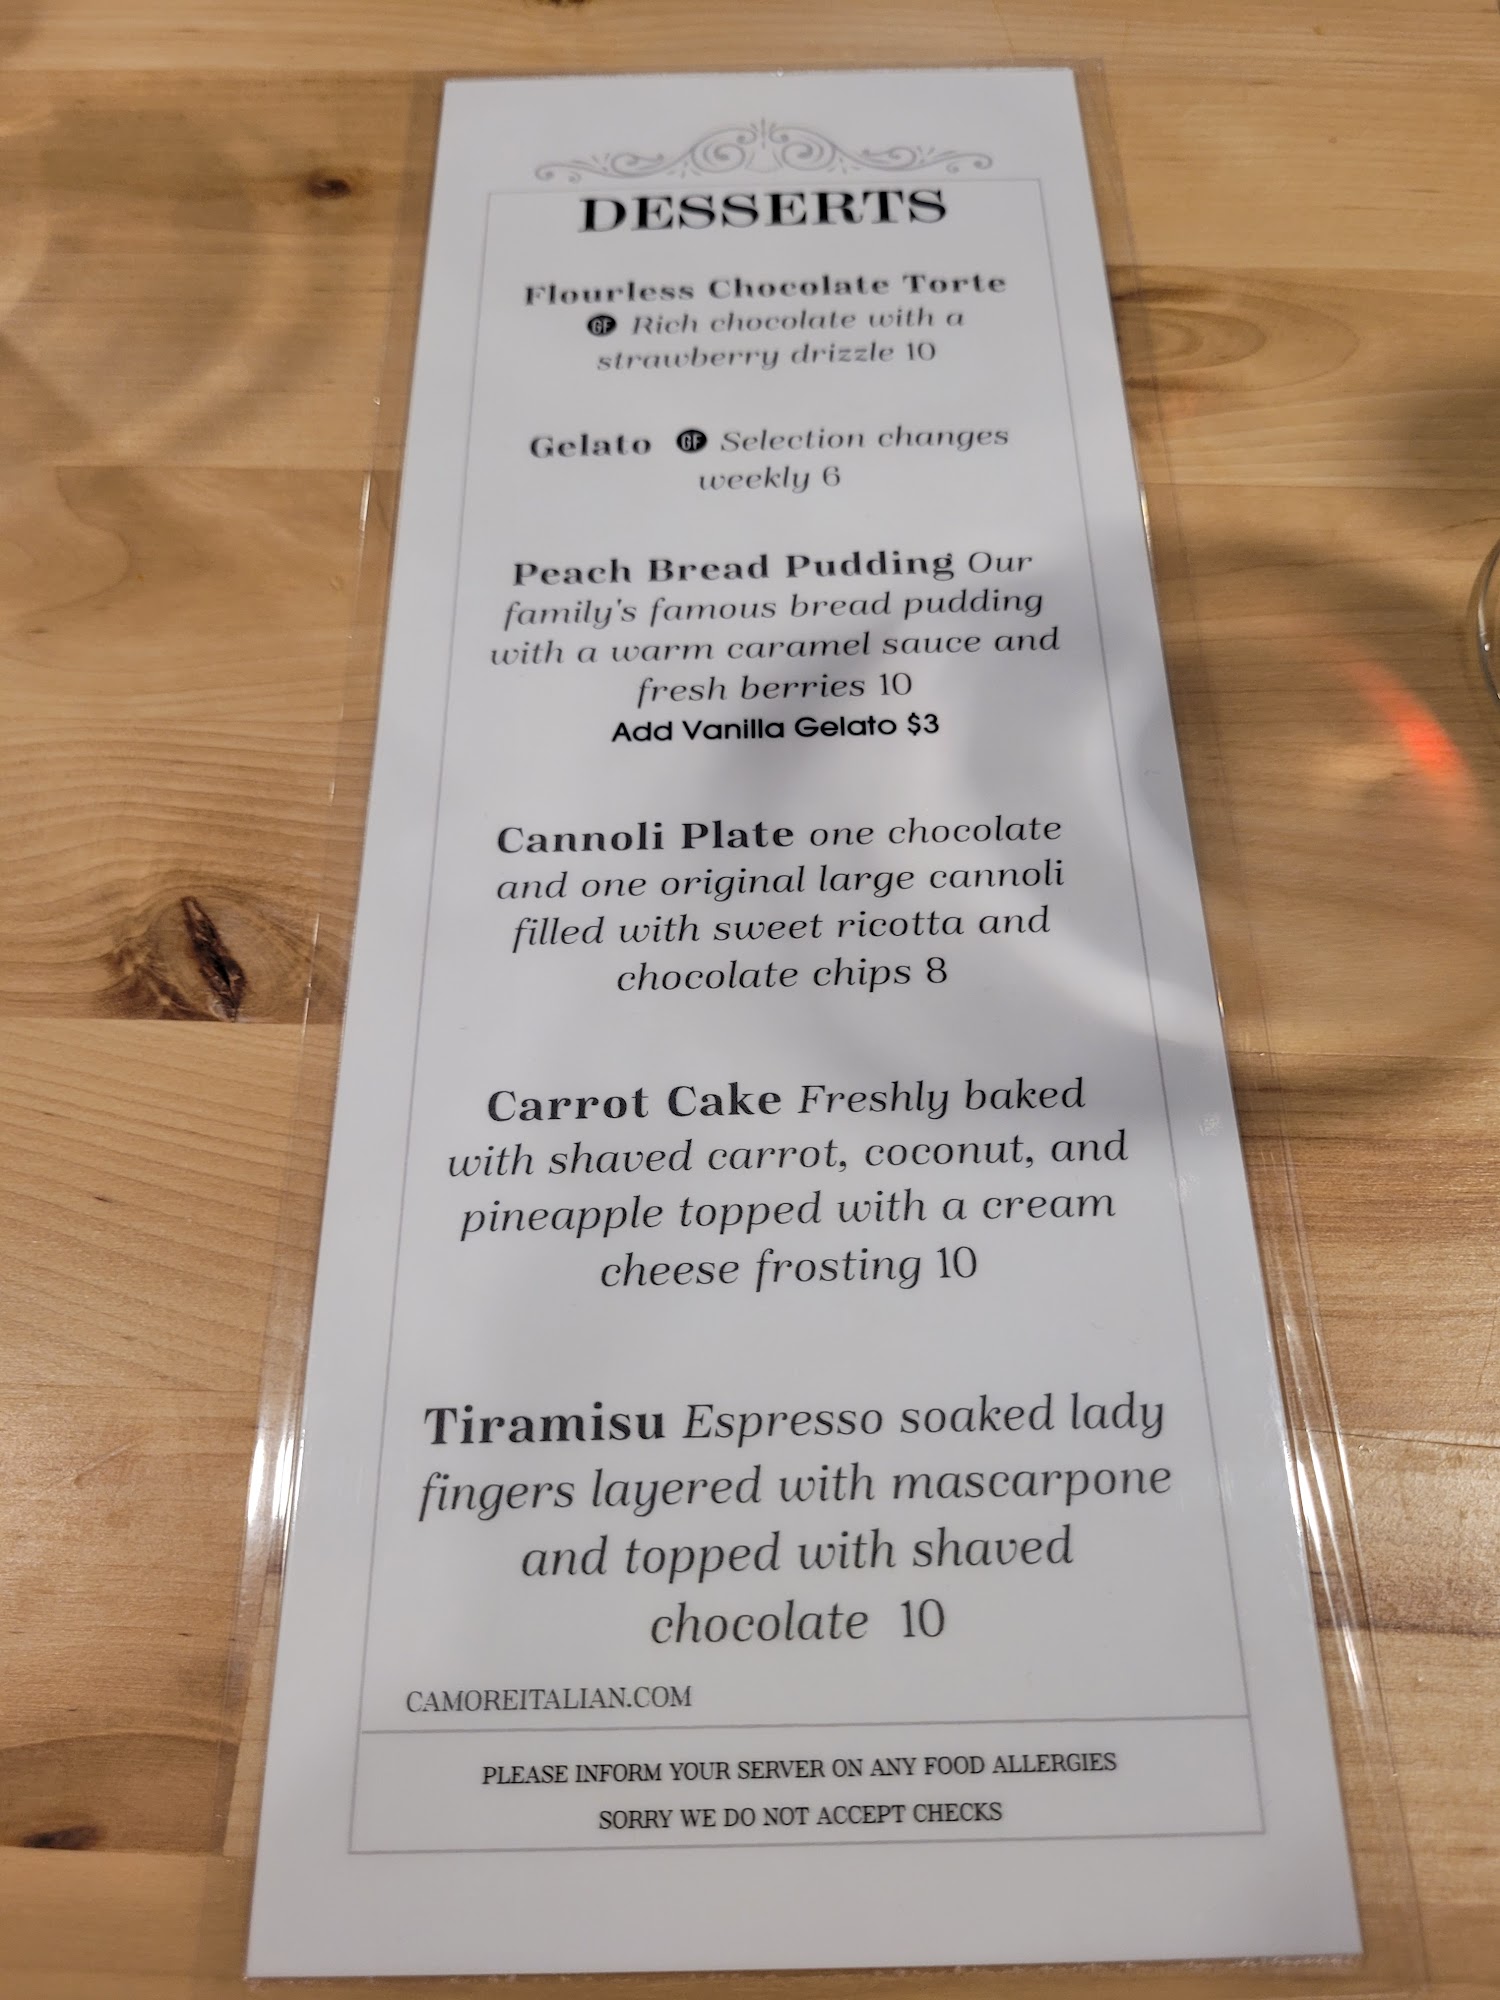 DESSERTS
Flourless Chocolate Torte
GF Rich chocolate with a
strawberry drizzle 10
Gelato GF Selection changes
weekly 6
Peach Bread Pudding Our
family's famous bread pudding
with a warm caramel sauce and
fresh berries 10
Add Vanilla Gelato $3
Cannoli Plate one chocolate
and one original large cannoli
filled with sweet ricotta and
chocolate chips 8
Carrot Cake Freshly baked
with shaved carrot, coconut, and
pineapple topped with a cream
cheese frosting 10
Tiramisu Espresso soaked lady
fingers layered with mascarpone
and topped with shaved
chocolate 10
CAMOREITALIAN.COM
PLEASE INFORM YOUR SERVER ON ANY FOOD ALLERGIES
SORRY WE DO NOT ACCEPT CHECKS